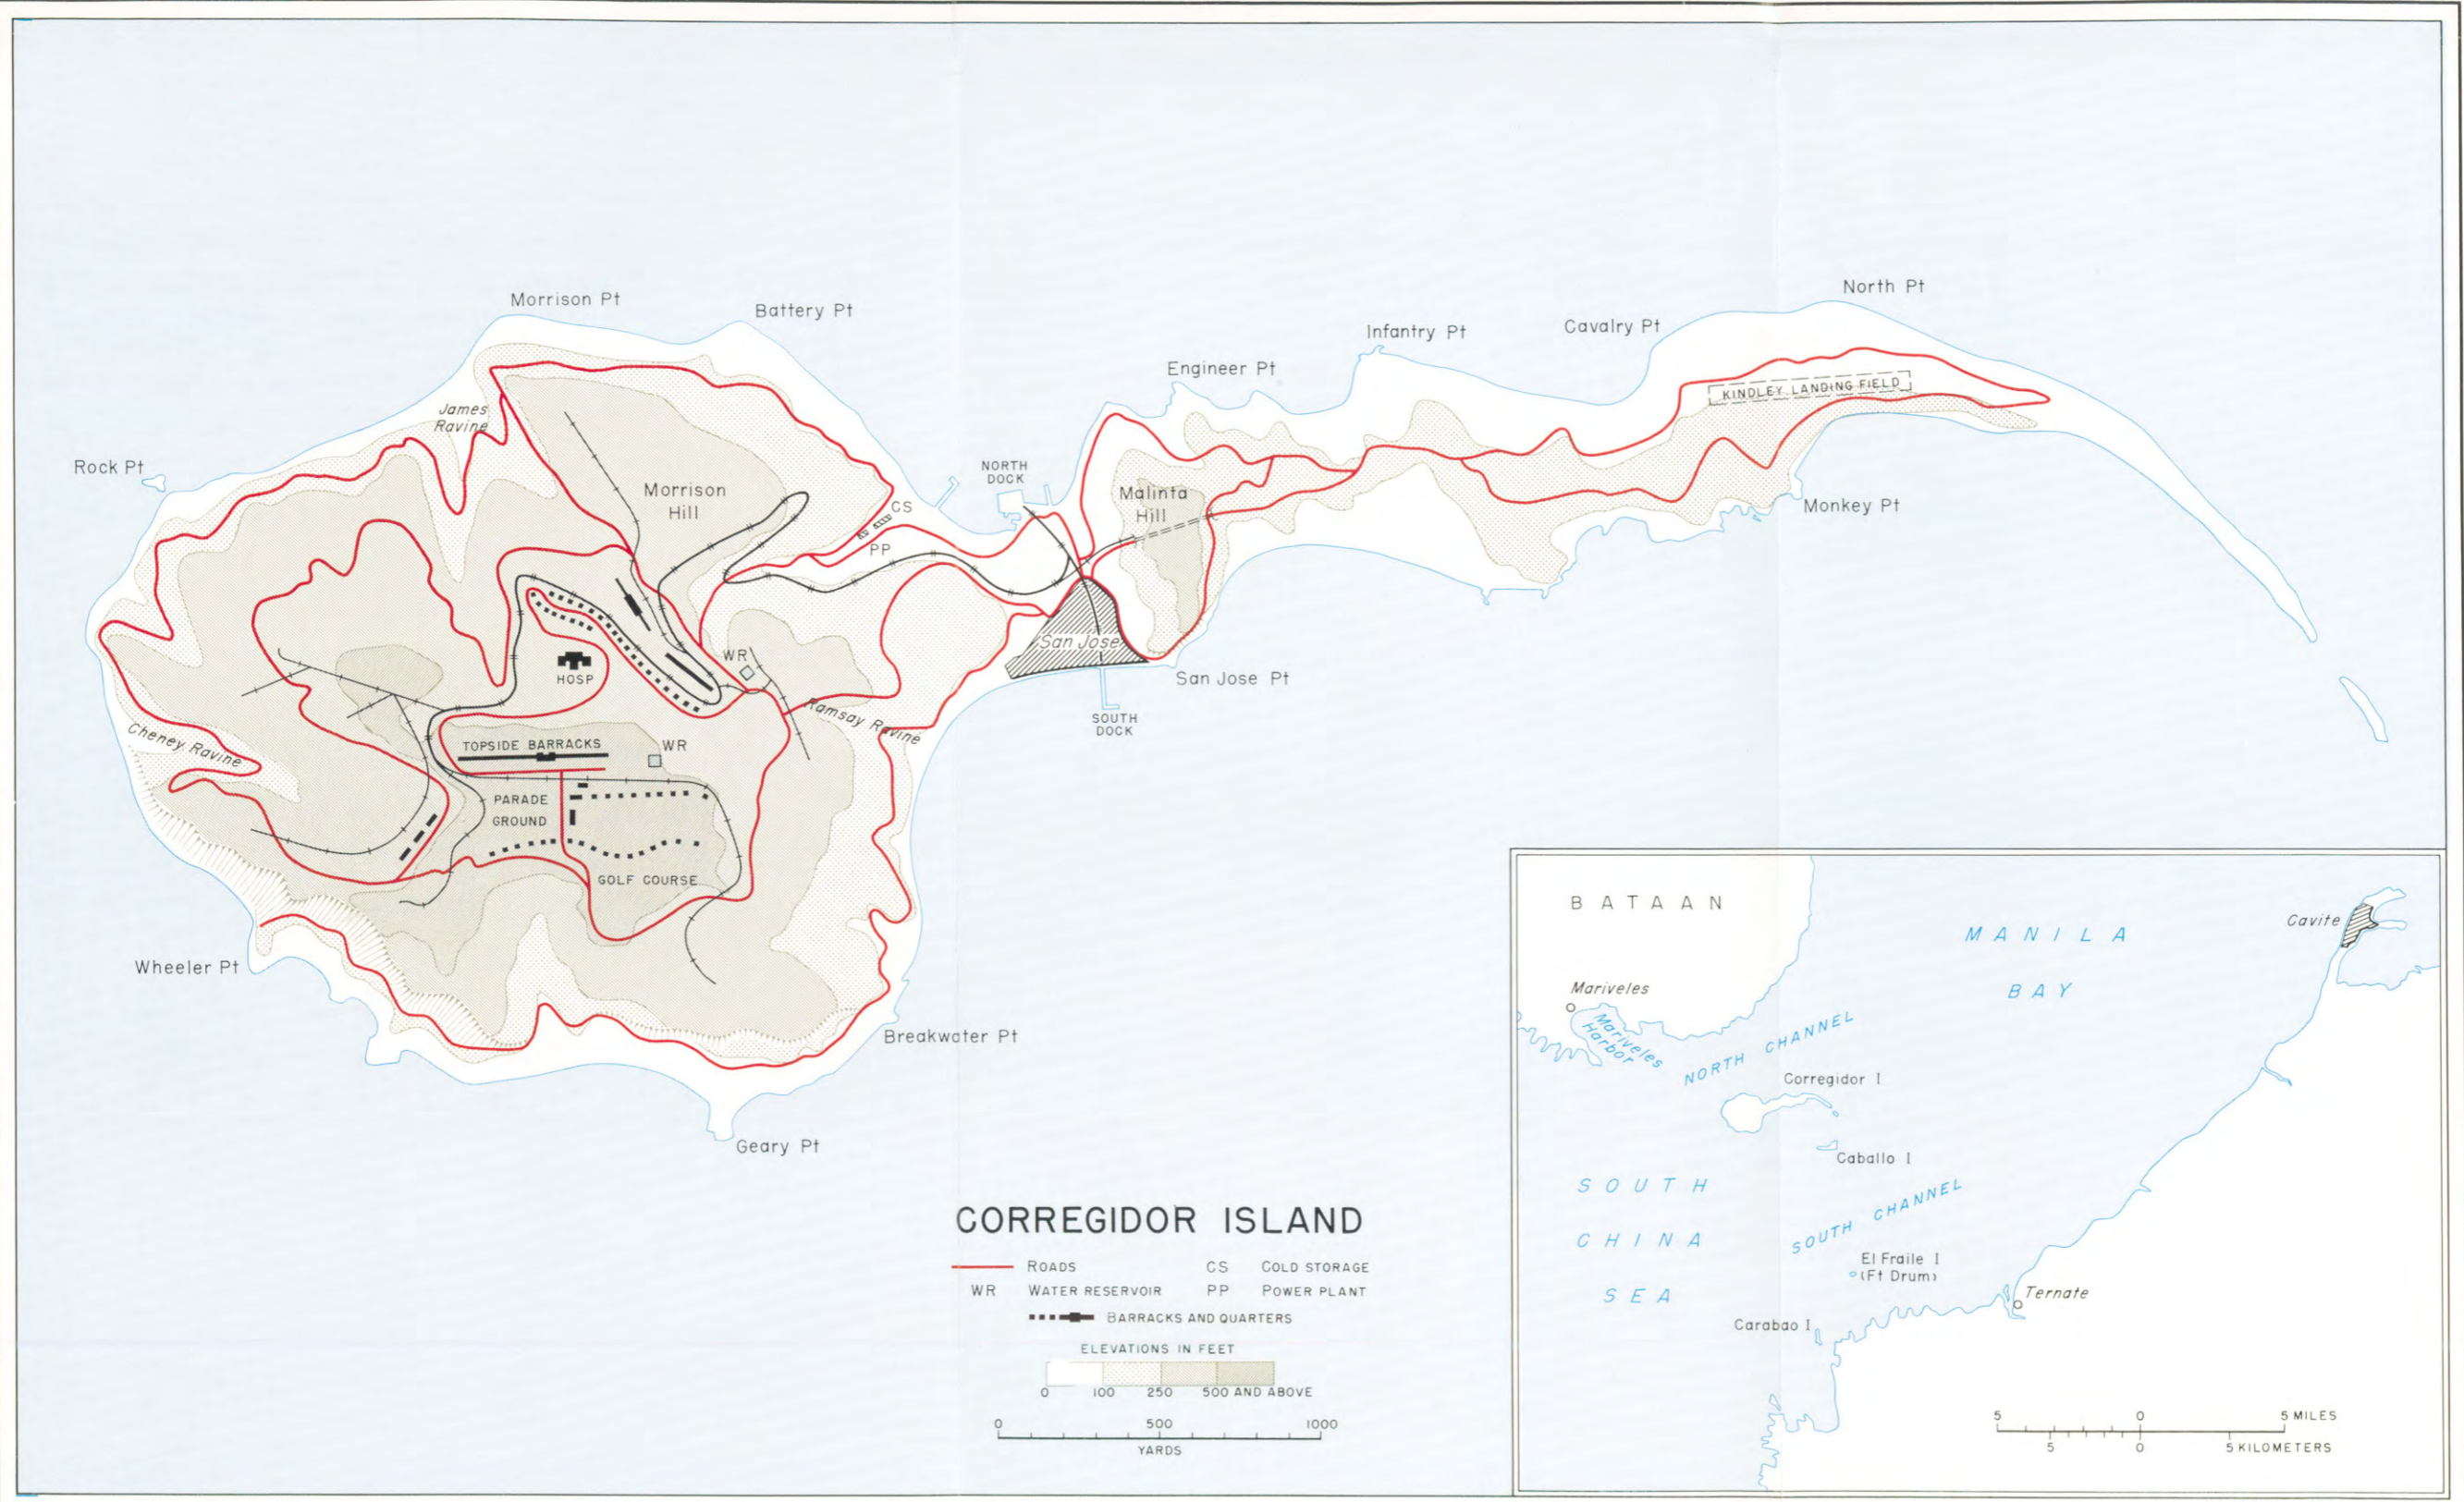 Morrison Pt
Battery Pt
North Pt
Cavalry Pt
Infantry Pt
Engineer Pt
KINDLEY LANDING FIELD
James
Ravine
Rock Pt
NORTH
DOCK
Morrison
Hill
Malinta
Hill
CS
Monkey Pt
PP
San Jose
WR
HOSP
San Jose Pt
Ramsay Ravine
SOUTH
DOCK
Cheney Ravine
TOPSIDE BARRACKS
WR
PARADE
GROUND
GOLF COURSE
Wheeler Pt
Breakwater Pt
Geary Pt
CORREGIDOR ISLAND
ROADS
CS COLD STORAGE
WR WATER RESERVOIR
PP POWER PLANT
BARRACKS AND QUARTERS
ELEVATIONS IN FEET
0 100 250 500 AND ABOVE
0 500 1000
YARDS
BATAAN
MANILA
BAY
Cavite
Mariveles
Mariveles
Harbor
NORTH CHANNEL
Corregidor I
Caballo I
SOUTH
CHINA
SEA
SOUTH CHANNEL
El Fraile I
(Ft Drum)
Ternate
Carabao I
5 0 5 MILES
5 0 5 KILOMETERS